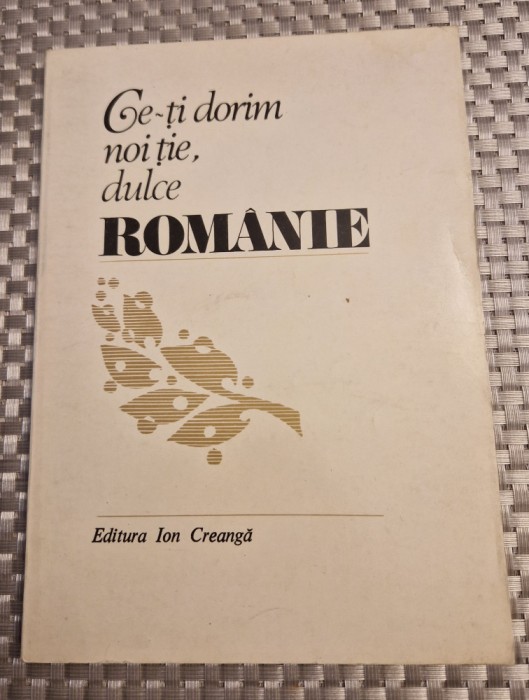 Ce-ți dorim
noi ție,
dulce
ROMÂNIE
Editura Ion Creangă